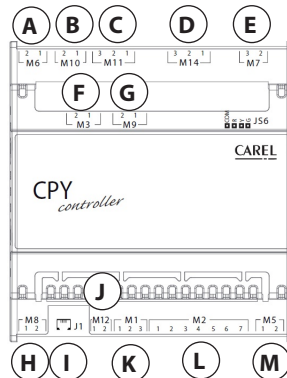 A B C D E
2 1 2 1 3 2 1 3 2 1 3 2
M6 M10 M11 M14 M7
F G
2 1 2 1
M3 M9
COM R Y G JS6
CAREL
CPY
controller
J
M8 J1 M12 M1 M2 M5
1 2 1 2 1 2 3 1 2 3 4 5 6 7 1 2
H I K L M